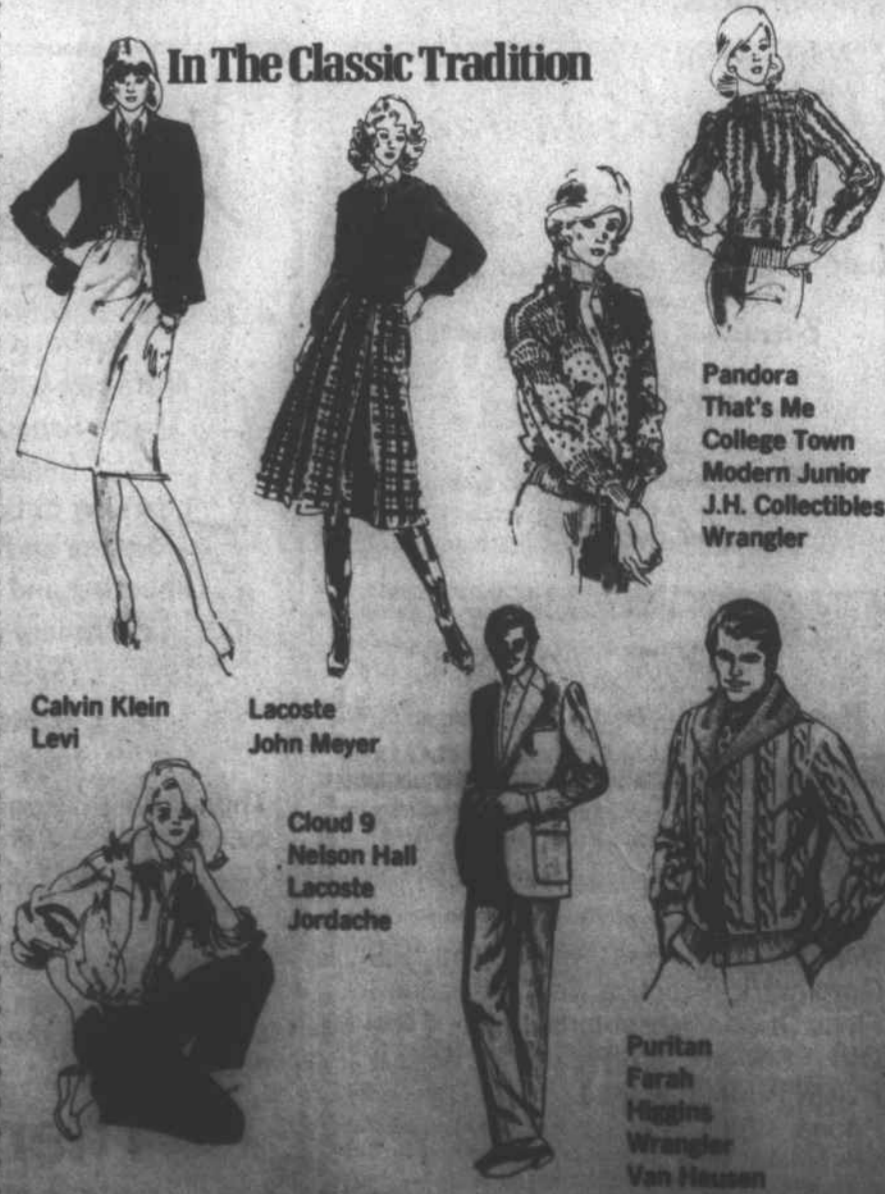 In The Classic Tradition
Pandora
That's Me
College Town
Modern Junior
J.H. Collectibles
Wrangler
Calvin Klein
Levi
Lacoste
John Meyer
Cloud 9
Nelson Hall
Lacoste
Jordache
Puritan
Farah
Higgins
Wrangler
Van Heusen